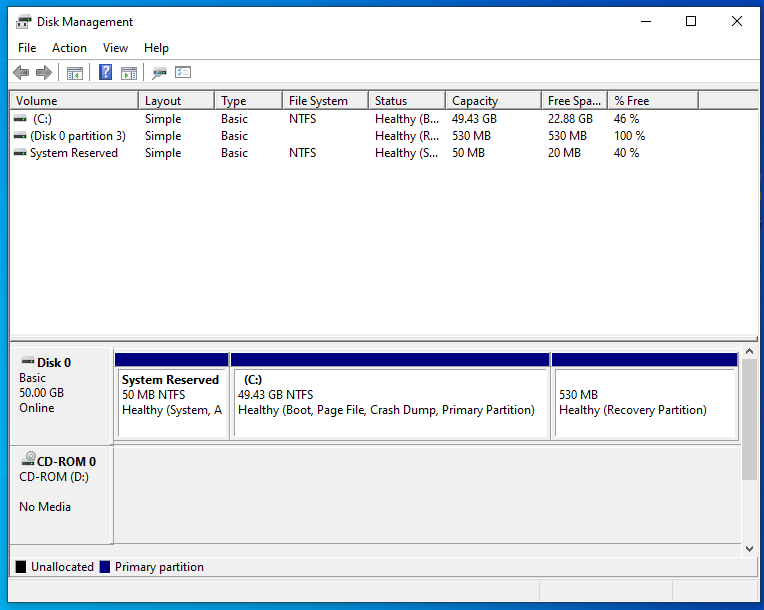 Disk Management
File Action View Help
Volume Layout Type File System Status Capacity Free Spa... % Free
(C:) Simple Basic NTFS Healthy (B... 49.43 GB 22.88 GB 46 %
(Disk 0 partition 3) Simple Basic Healthy (R... 530 MB 530 MB 100 %
System Reserved Simple Basic NTFS Healthy (S... 50 MB 20 MB 40 %
Disk 0
Basic
50.00 GB
Online
System Reserved
50 MB NTFS
Healthy (System, A
(C:)
49.43 GB NTFS
Healthy (Boot, Page File, Crash Dump, Primary Partition)
530 MB
Healthy (Recovery Partition)
CD-ROM 0
CD-ROM (D:)
No Media
Unallocated Primary partition